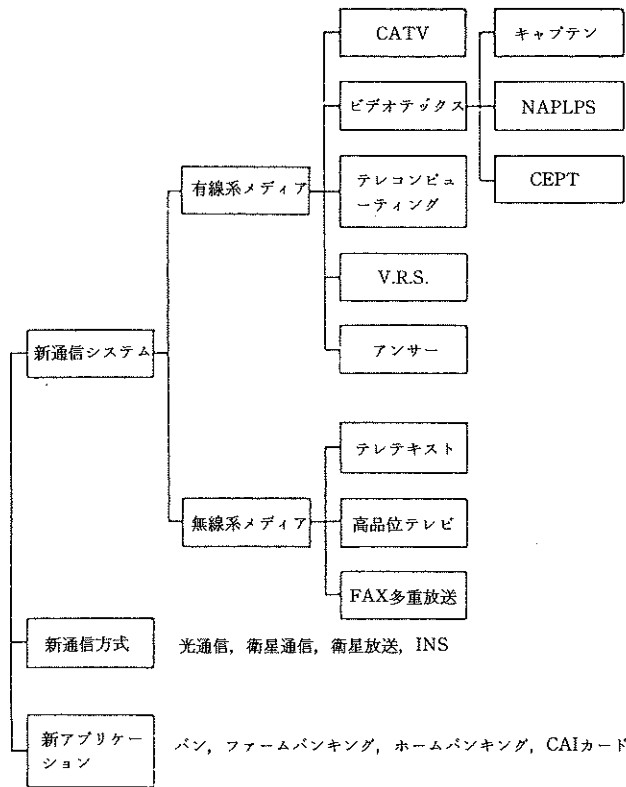 CATV
キャプテン
ビデオテックス
NAPLPS
有線系メディア
テレコンピュ
ーティング
CEPT
V.R.S.
新通信システム
アンサー
テレテキスト
無線系メディア
高品位テレビ
FAX多重放送
新通信方式
光通信, 衛星通信, 衛星放送, INS
新アプリケー
ション
バン, ファームバンキング, ホームバンキング, CAIカード